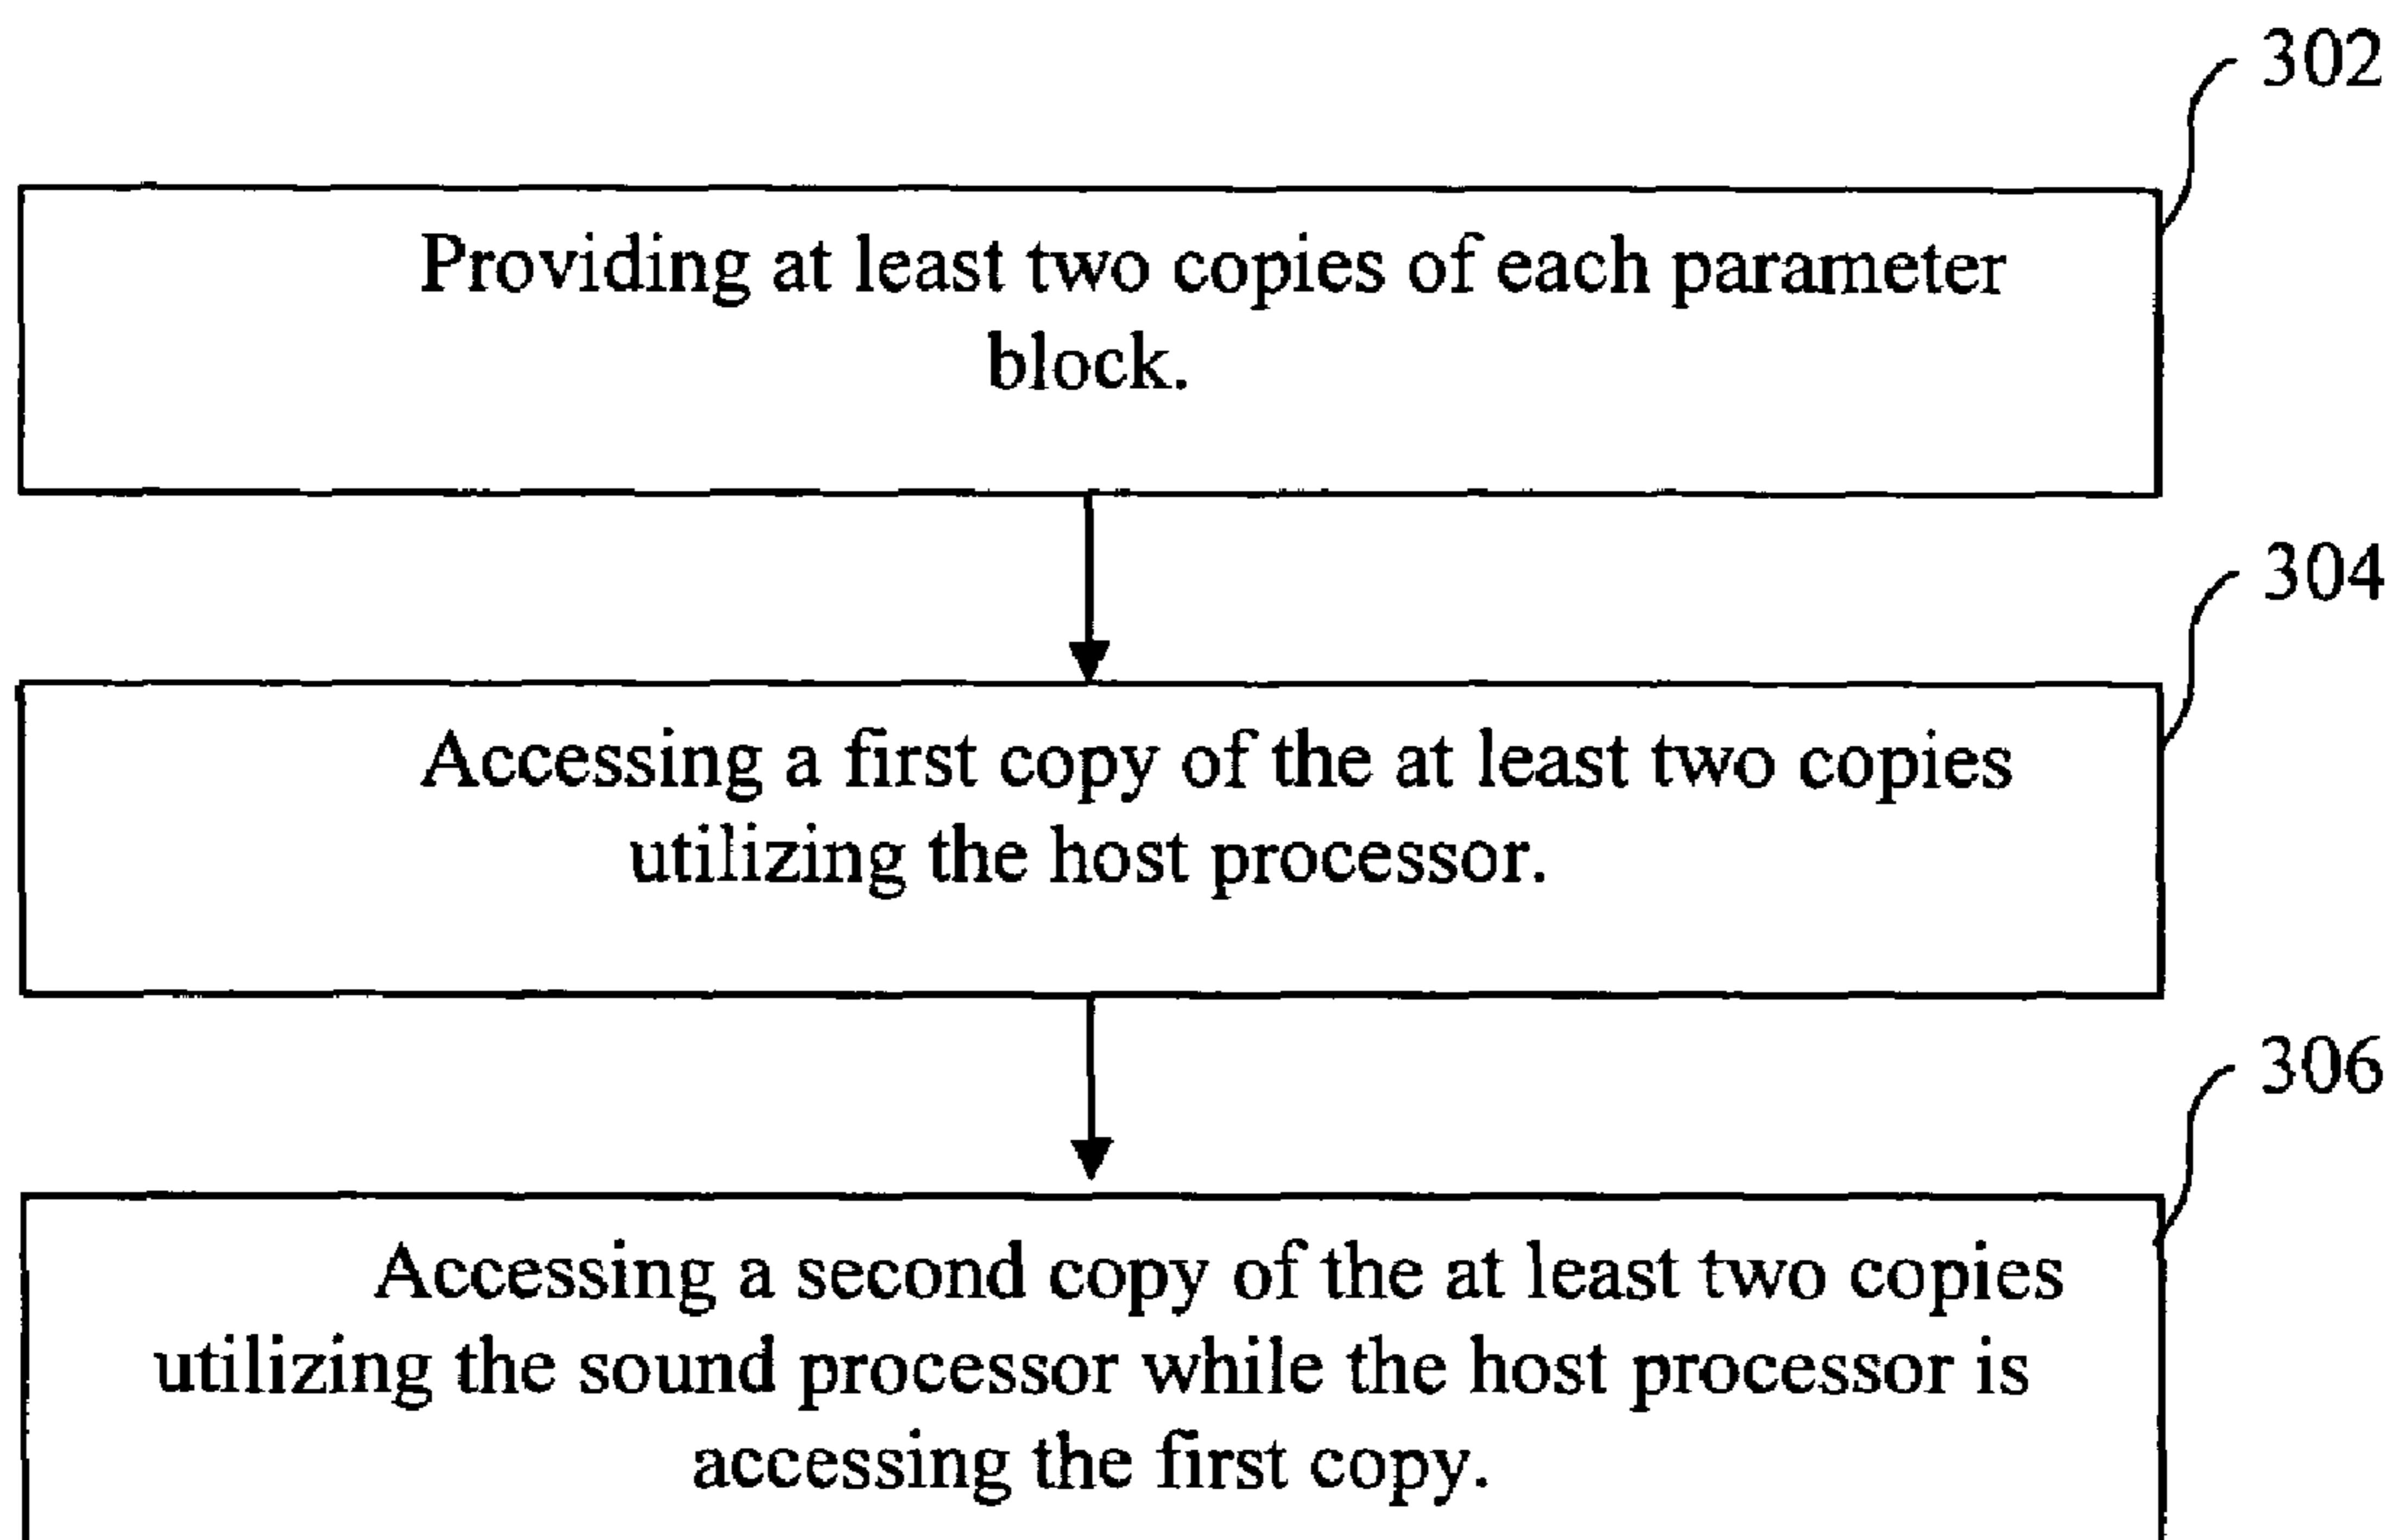 302
Providing at least two copies of each parameter
block.
304
Accessing a first copy of the at least two copies
utilizing the host processor.
306
Accessing a second copy of the at least two copies
utilizing the sound processor while the host processor is
accessing the first copy.